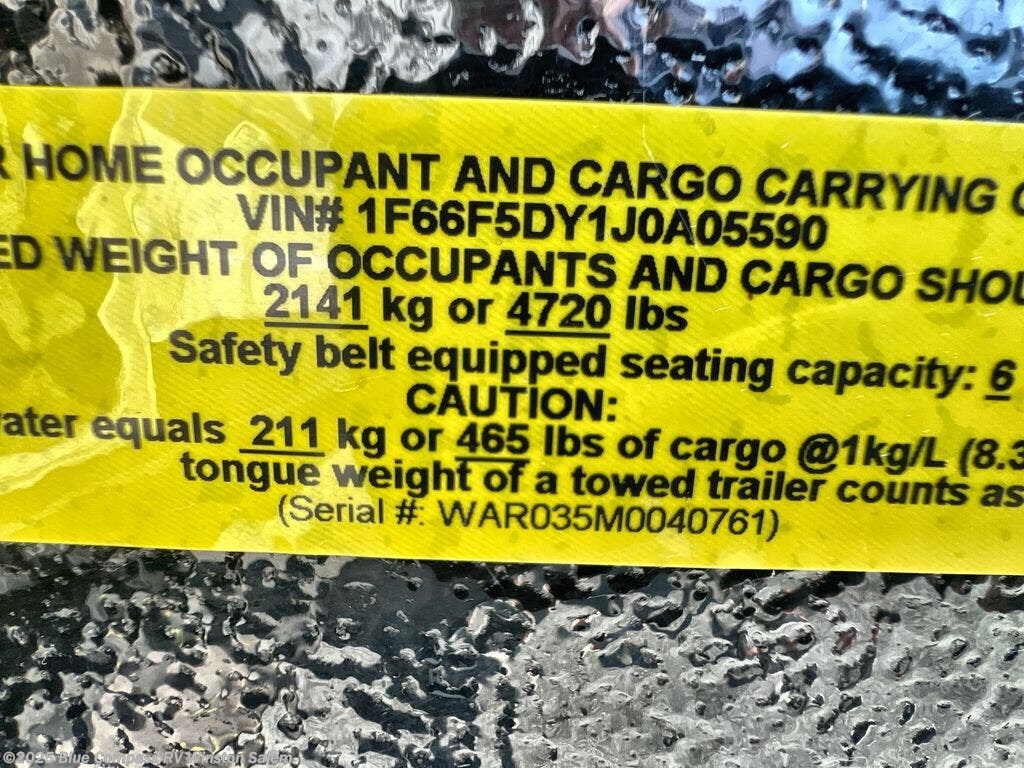 R HOME OCCUPANT AND CARGO CARRYING C
VIN# 1F66F5DY1J0A05590
ED WEIGHT OF OCCUPANTS AND CARGO SHOU
2141 kg or 4720 lbs
Safety belt equipped seating capacity: 6
CAUTION:
ater equals 211 kg or 465 lbs of cargo @1kg/L (8.3
tongue weight of a towed trailer counts as
(Serial #: WAR035M0040761)
©2025 Blue Compass RV Winston Salem